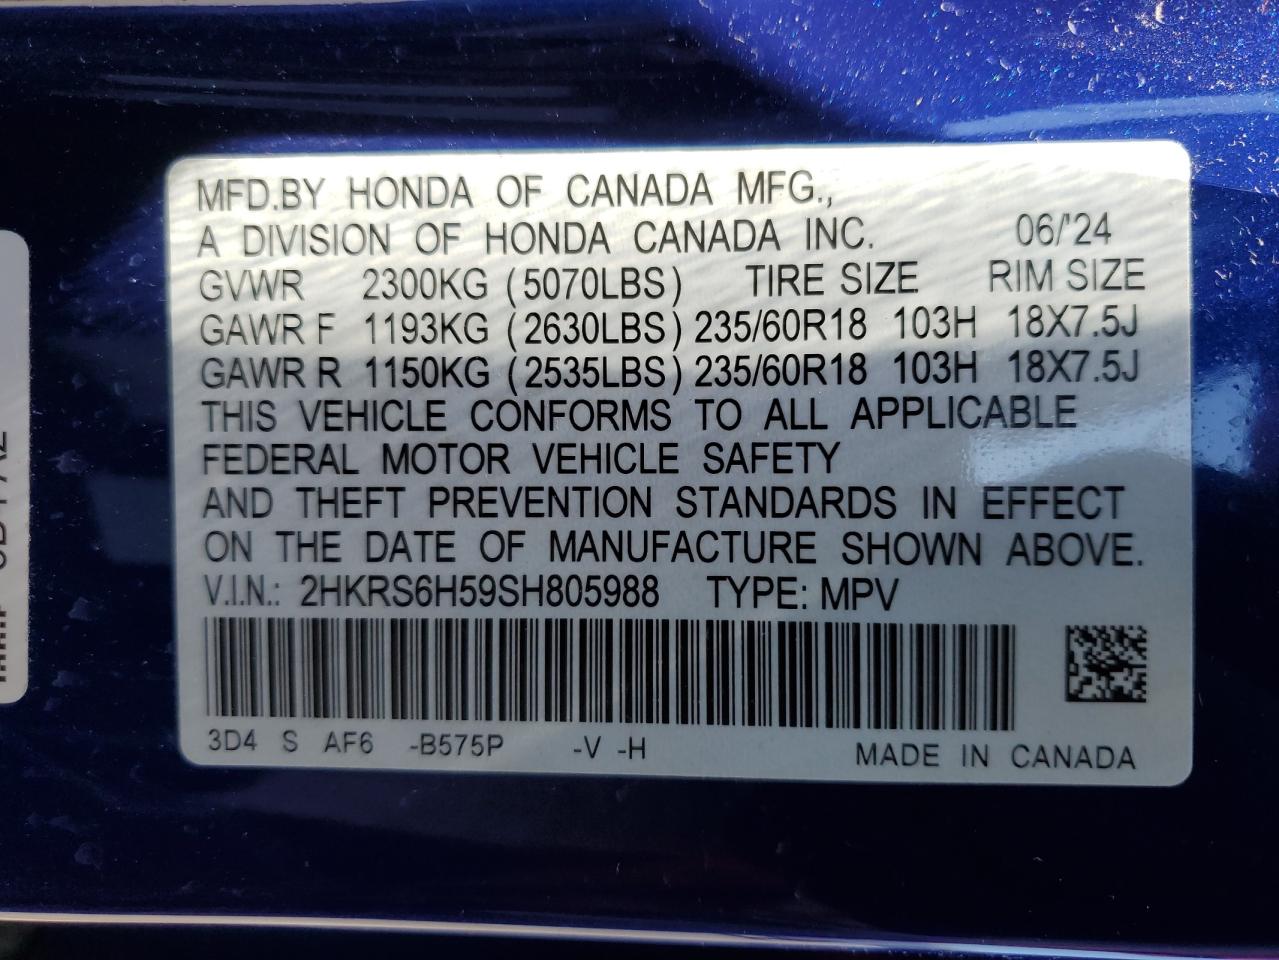 MFD.BY HONDA OF CANADA MFG.,
A DIVISION OF HONDA CANADA INC. 06/'24
GVWR 2300KG (5070LBS) TIRE SIZE RIM SIZE
GAWR F 1193KG (2630LBS) 235/60R18 103H 18X7.5J
GAWR R 1150KG (2535LBS) 235/60R18 103H 18X7.5J
THIS VEHICLE CONFORMS TO ALL APPLICABLE
FEDERAL MOTOR VEHICLE SAFETY
AND THEFT PREVENTION STANDARDS IN EFFECT
ON THE DATE OF MANUFACTURE SHOWN ABOVE.
V.I.N.: 2HKRS6H59SH805988 TYPE: MPV
3D4 S AF6 -B575P -V -H MADE IN CANADA